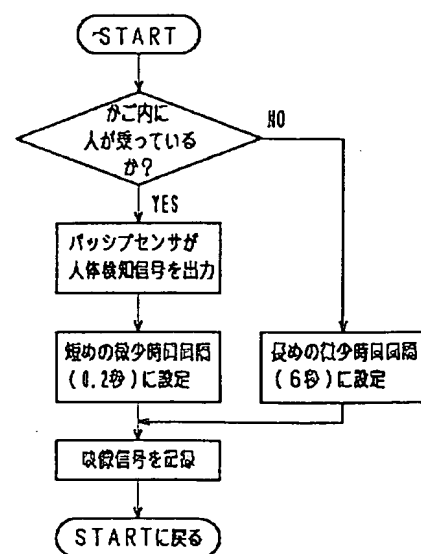 START
かご内に
人が乗っている
か?
NO
YES
パッシブセンサが
人体検知信号を出力
短めの微少時間間隔
(0.2秒)に設定
長めの微少時間間隔
(6秒)に設定
映像信号を記録
STARTに戻る